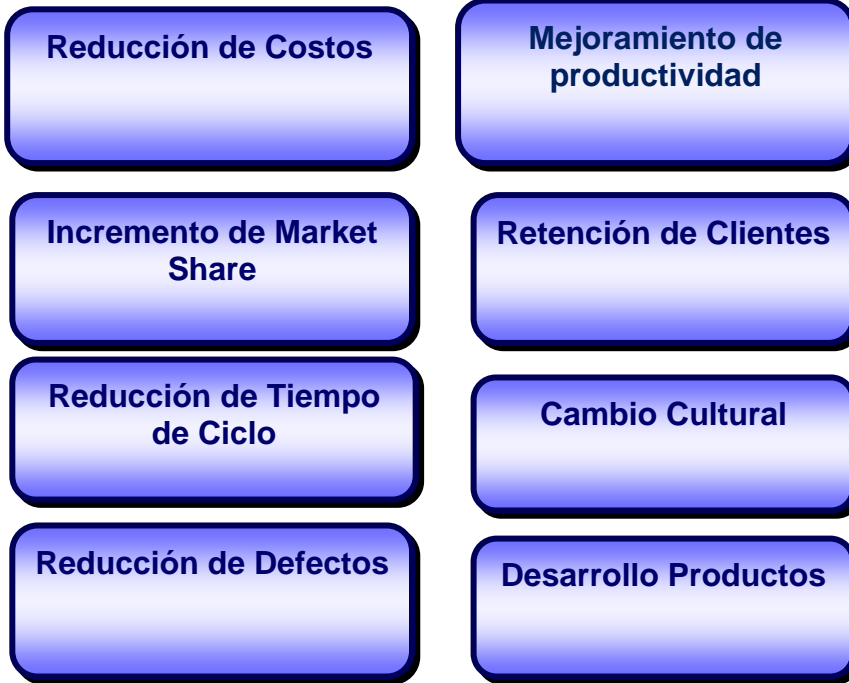 Reducción de Costos
Mejoramiento de
productividad
Incremento de Market
Share
Retención de Clientes
Reducción de Tiempo
de Ciclo
Cambio Cultural
Reducción de Defectos
Desarrollo Productos